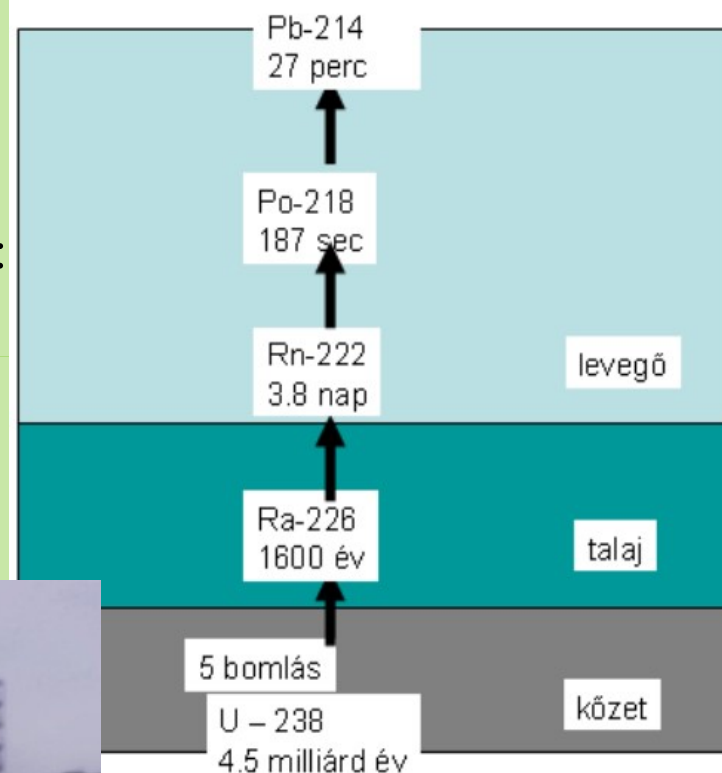 Pb-214
27 perc
:
Po-218
187 sec
Rn-222
3.8 nap
levegő
Ra-226
1600 év
talaj
5 bomlás
U – 238
4.5 milliárd év
kőzet